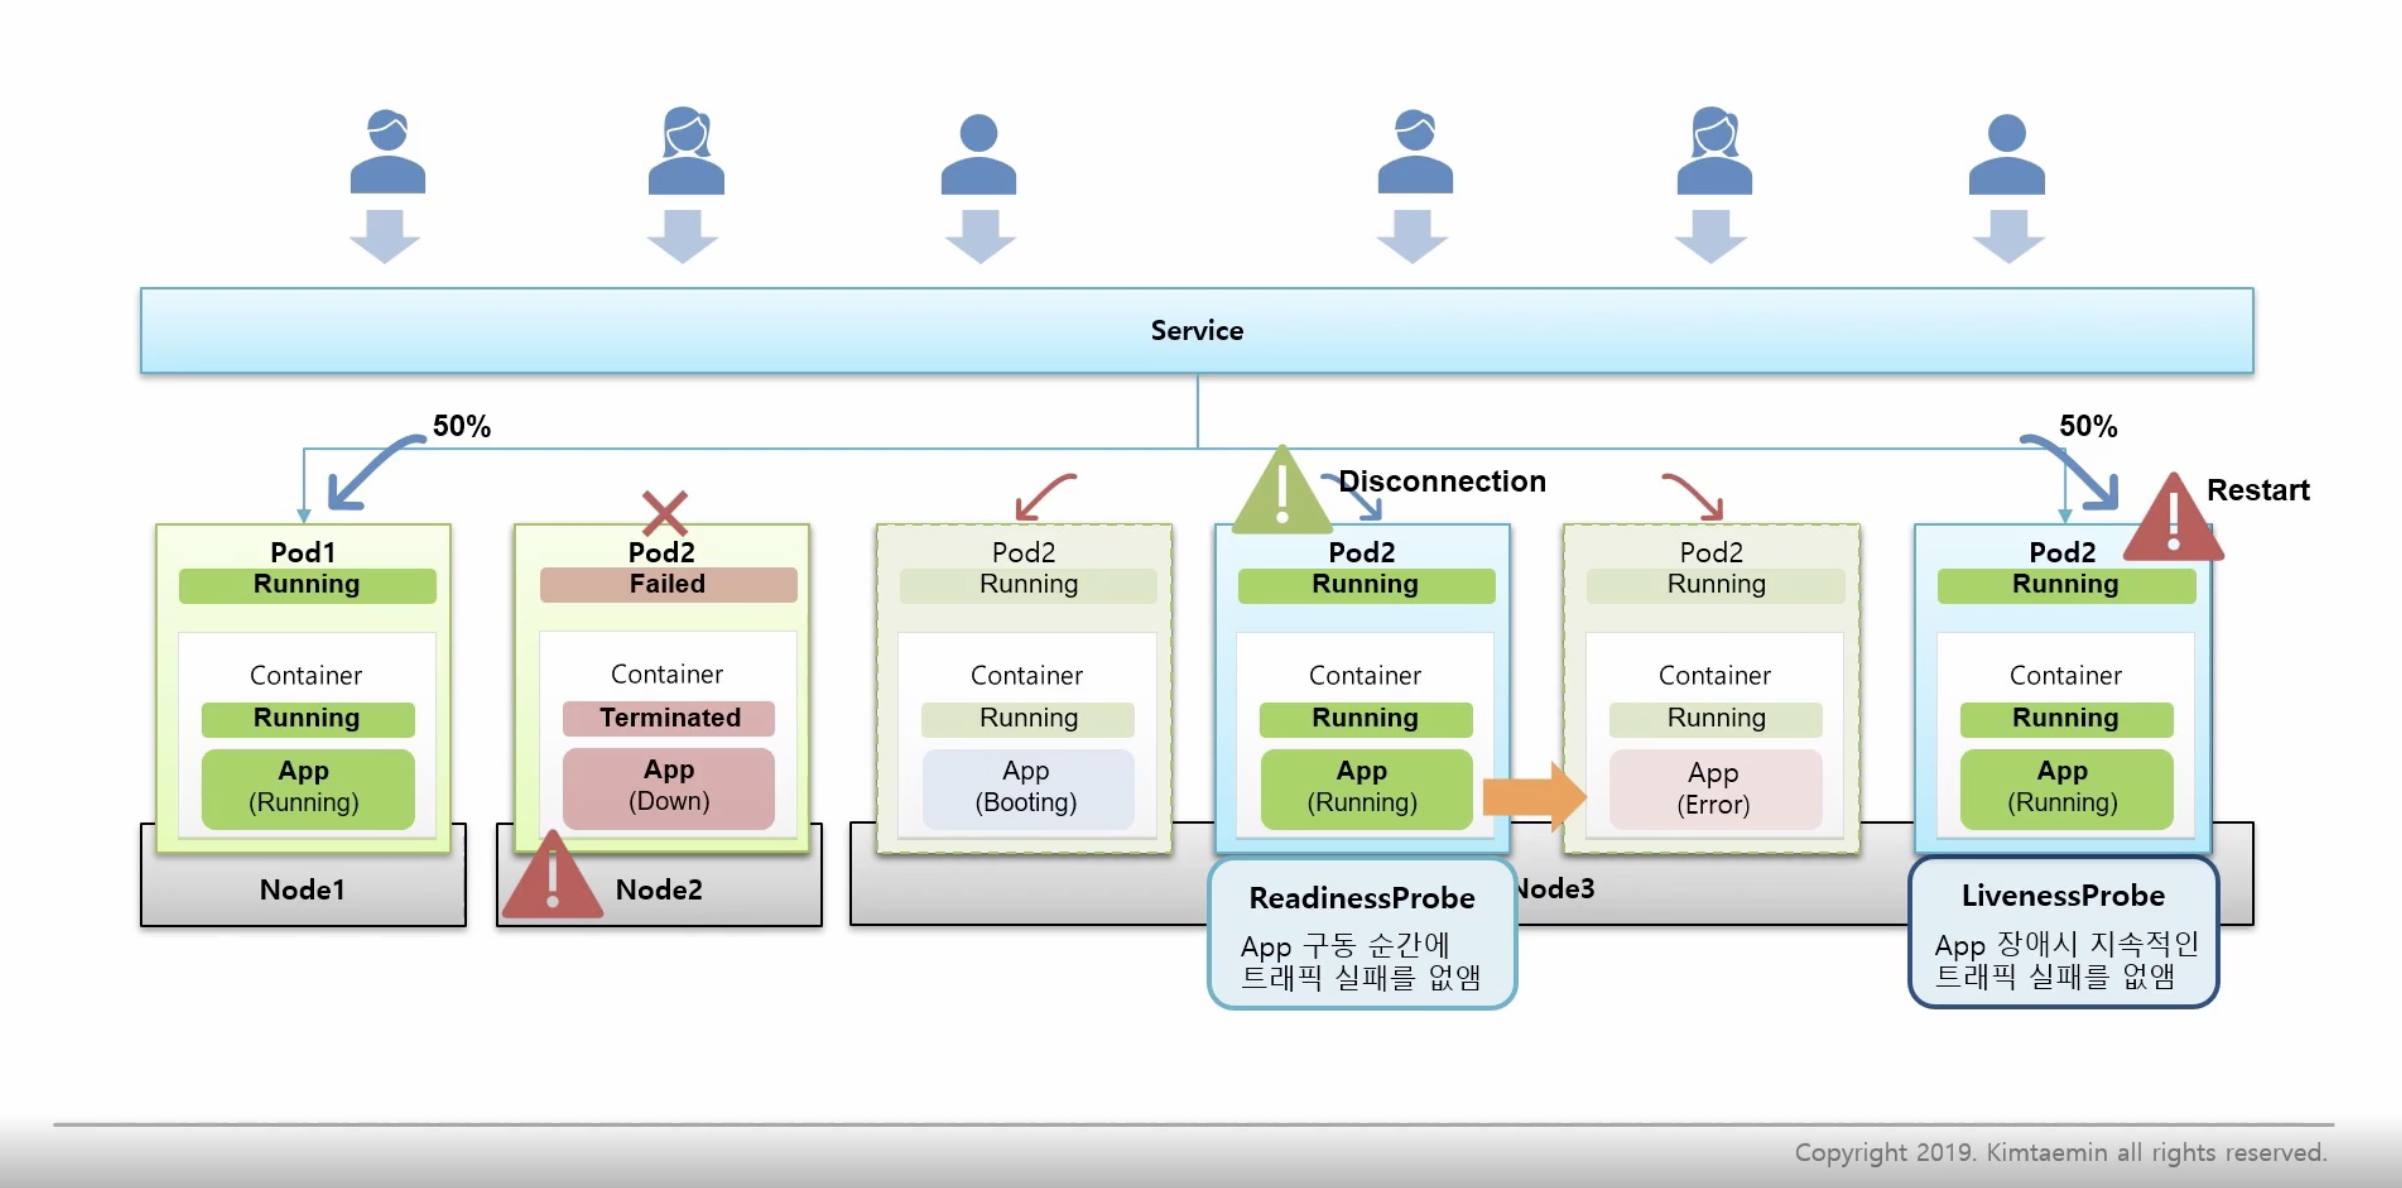 Service
50%
50%
Disconnection
Restart
Pod1
Running
Container
Running
App
(Running)
Node1
Pod2
Failed
Container
Terminated
App
(Down)
Node2
Pod2
Running
Container
Running
App
(Booting)
Pod2
Running
Container
Running
App
(Running)
Pod2
Running
Container
Running
App
(Error)
Pod2
Running
Container
Running
App
(Running)
Node3
ReadinessProbe
App 구동 순간에
트래픽 실패를 없앰
LivenessProbe
App 장애시 지속적인
트래픽 실패를 없앰
Copyright 2019. Kimtaemin all rights reserved.